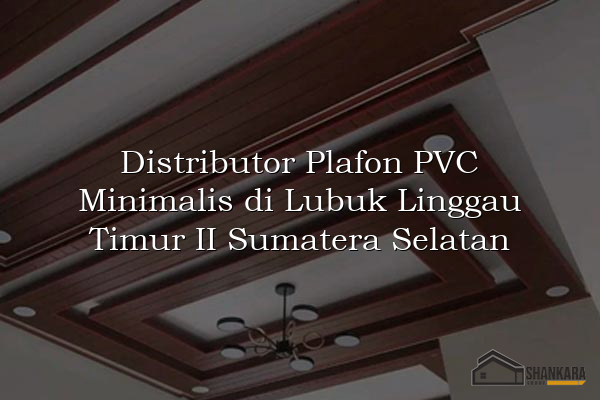 Distributor Plafon PVC
Minimalis di Lubuk Linggau
Timur II Sumatera Selatan
SHANKARA